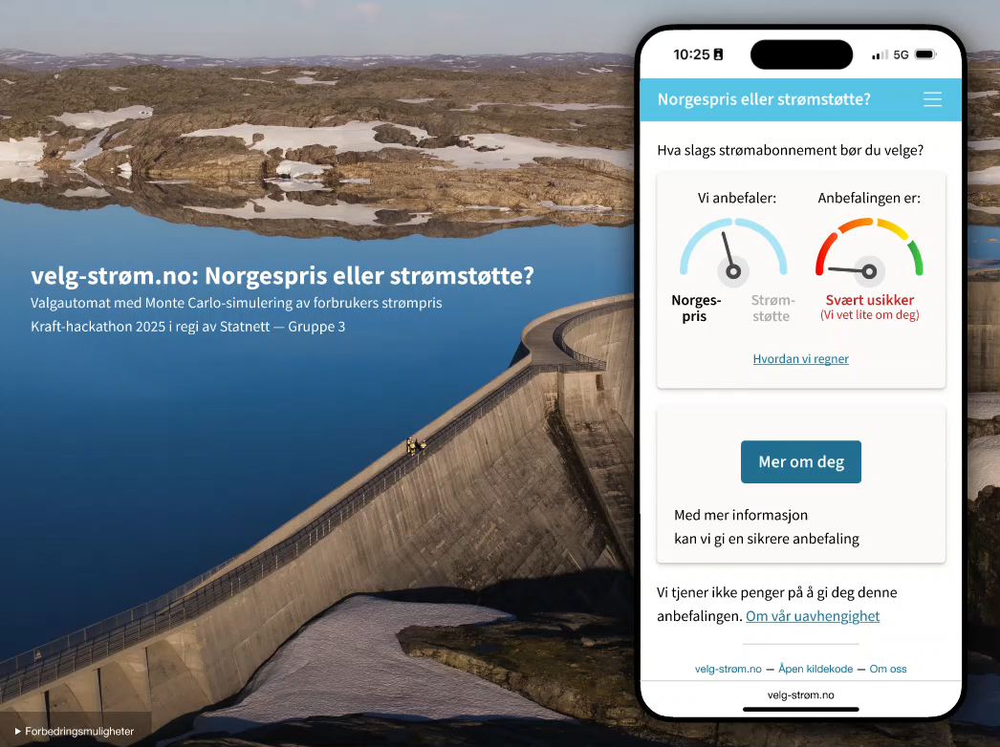 velg-strøm.no: Norgespris eller strømstøtte?
Valgautomat med Monte Carlo-simulering av forbrukers strømpris
Kraft-hackathon 2025 i regi av Statnett — Gruppe 3
▶ Forbedringsmuligheter
10:25
5G
Norgespris eller strømstøtte?
Hva slags strømabonnement bør du velge?
Vi anbefaler:
Norges-
pris
Strøm-
støtte
Anbefalingen er:
Svært usikker
(Vi vet lite om deg)
Hvordan vi regner
Mer om deg
Med mer informasjon
kan vi gi en sikrere anbefaling
Vi tjener ikke penger på å gi deg denne
anbefalingen. Om vår uavhengighet
velg-strøm.no — Åpen kildekode — Om oss
velg-strøm.no